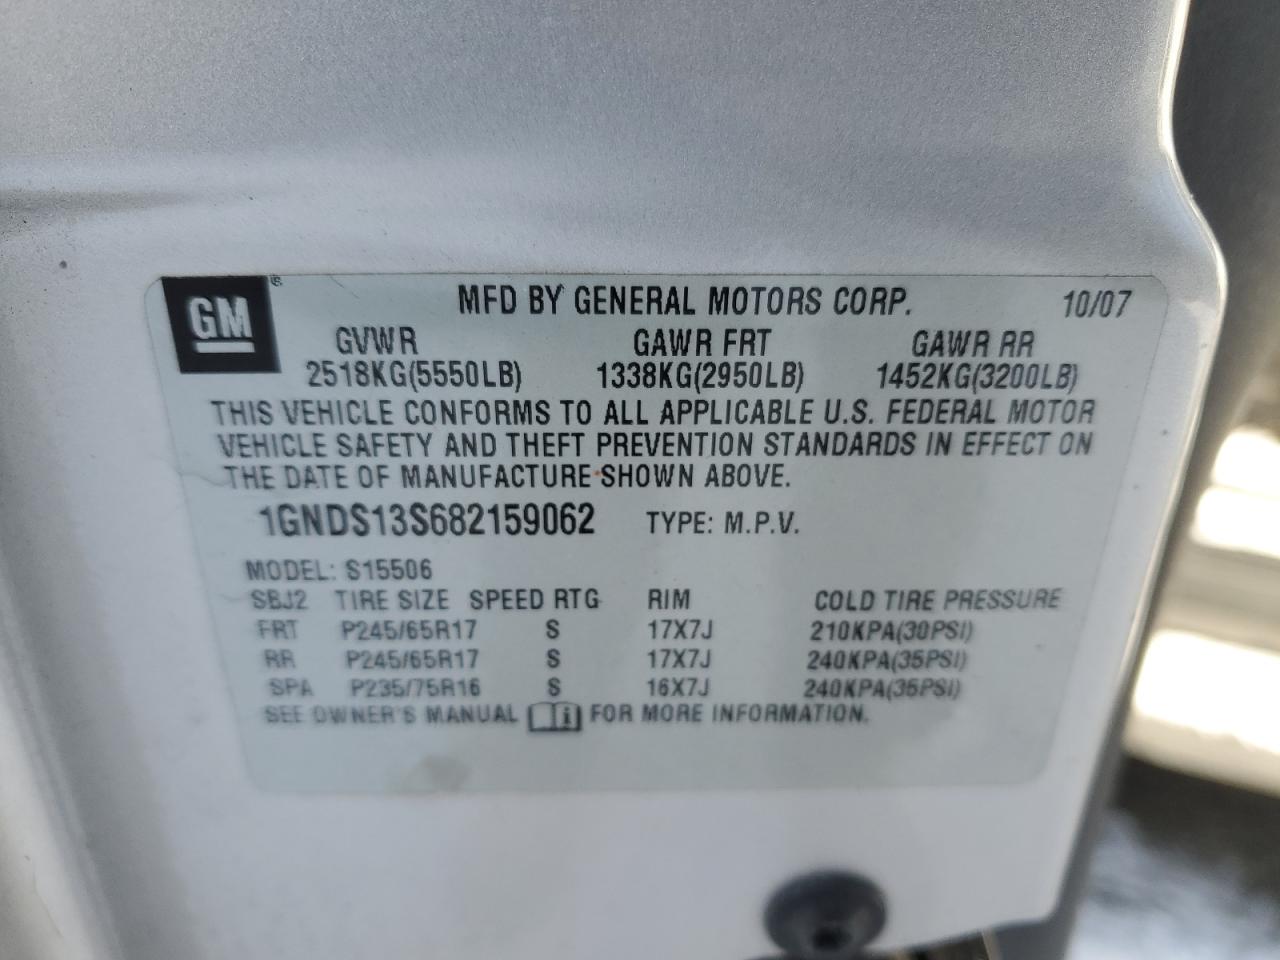 GM
MFD BY GENERAL MOTORS CORP. 10/07
GVWR GAWR FRT GAWR RR
2518KG(5550LB) 1338KG(2950LB) 1452KG(3200LB)
THIS VEHICLE CONFORMS TO ALL APPLICABLE U.S. FEDERAL MOTOR
VEHICLE SAFETY AND THEFT PREVENTION STANDARDS IN EFFECT ON
THE DATE OF MANUFACTURE SHOWN ABOVE.
1GNDS13S682159062 TYPE: M.P.V.
MODEL: S15506
SBJ2 TIRE SIZE SPEED RTG RIM COLD TIRE PRESSURE
FRT P245/65R17 S 17X7J 210KPA(30PSI)
RR P245/65R17 S 17X7J 240KPA(35PSI)
SPA P235/75R16 S 16X7J 240KPA(35PSI)
SEE OWNER'S MANUAL i FOR MORE INFORMATION.